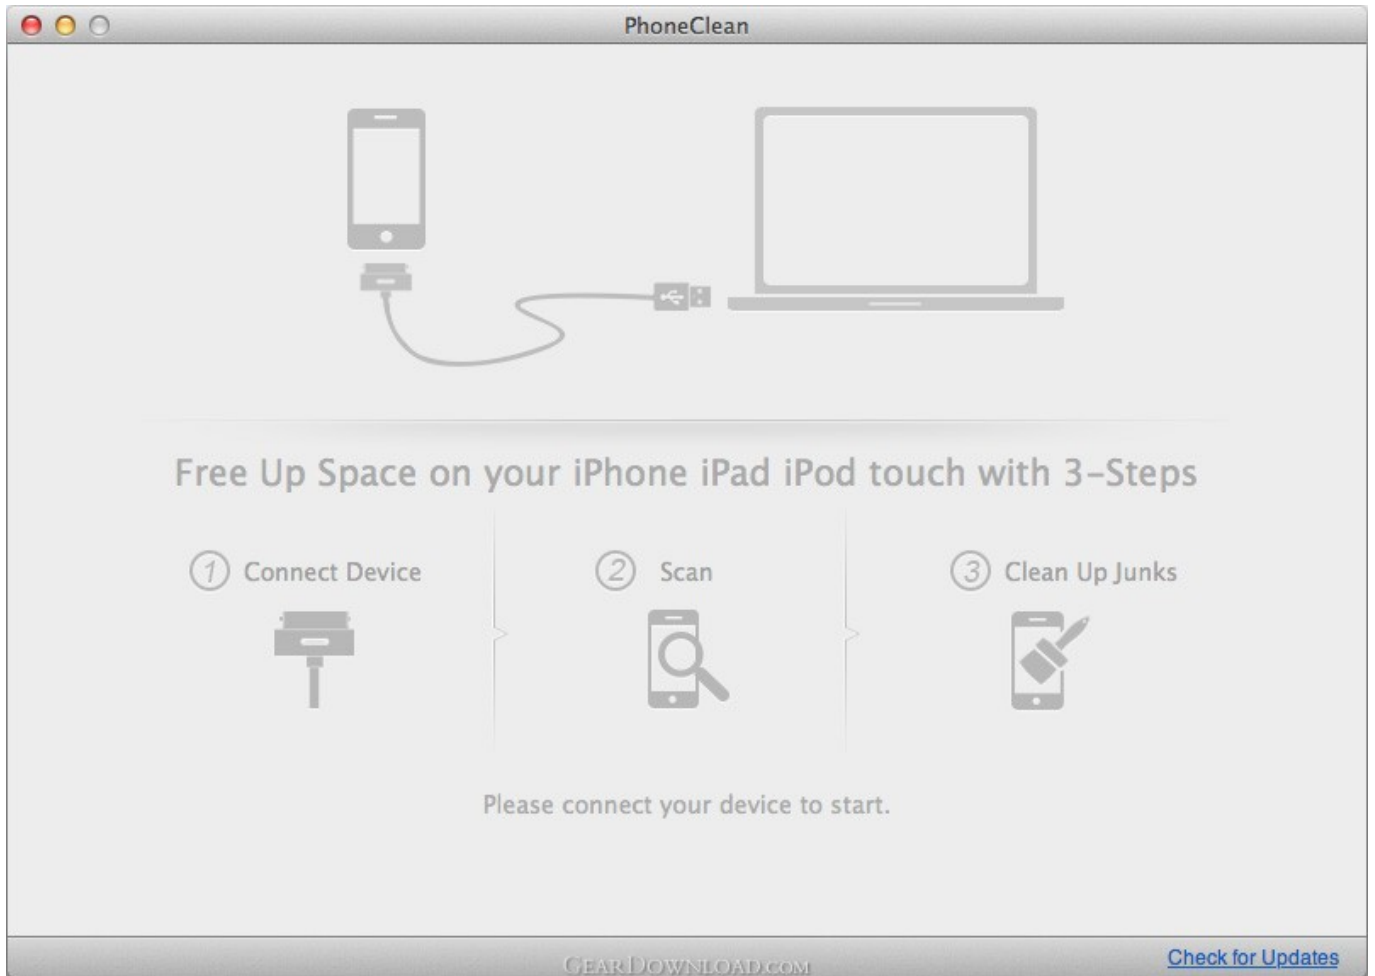 PhoneClean
Free Up Space on your iPhone iPad iPod touch with 3-Steps
1 Connect Device
2 Scan
3 Clean Up Junks
Please connect your device to start.
GEARDOWNLOAD.COM
Check for Updates